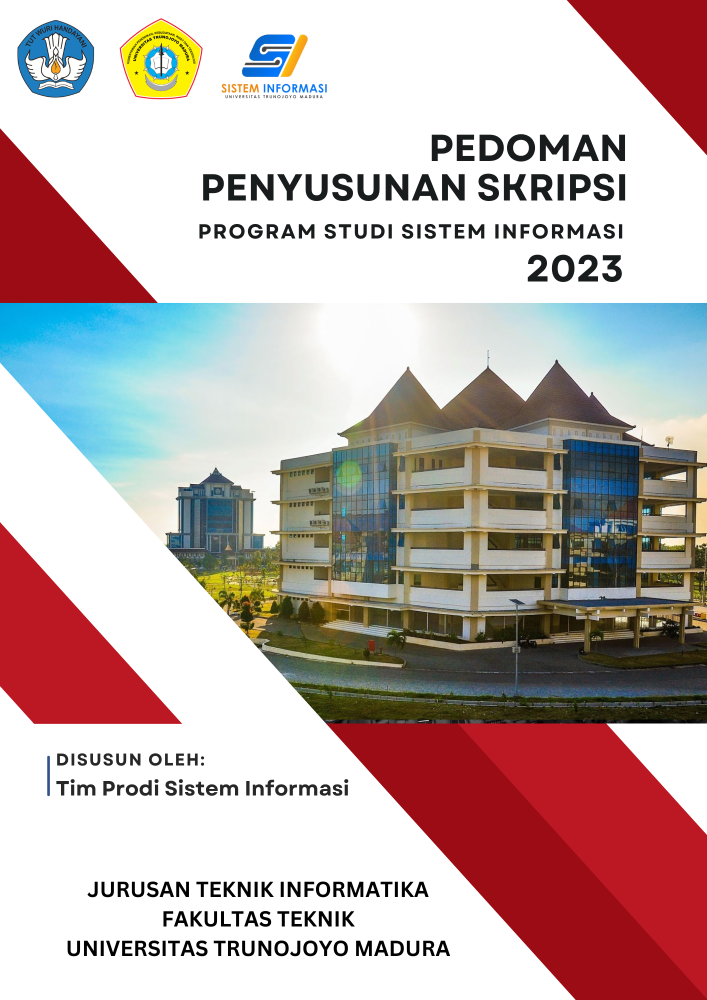 TUT WURI HANDAYANI
KEMENTERIAN PENDIDIKAN, KEBUDAYAAN, RISET, DAN TEKNOLOGI
UNIVERSITAS TRUNOJOYO MADURA
SI
SISTEM INFORMASI
UNIVERSITAS TRUNOJOYO MADURA
PEDOMAN
PENYUSUNAN SKRIPSI
PROGRAM STUDI SISTEM INFORMASI
2023
DISUSUN OLEH:
Tim Prodi Sistem Informasi
JURUSAN TEKNIK INFORMATIKA
FAKULTAS TEKNIK
UNIVERSITAS TRUNOJOYO MADURA